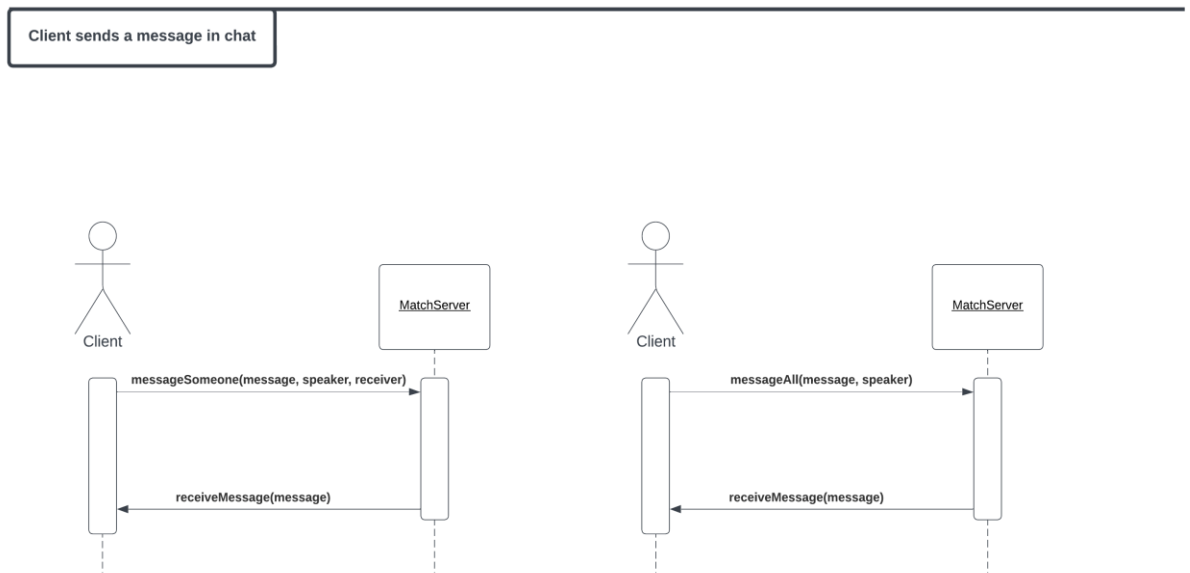 Client sends a message in chat
MatchServer
Client
messageSomeone(message, speaker, receiver)
receiveMessage(message)
MatchServer
Client
messageAll(message, speaker)
receiveMessage(message)